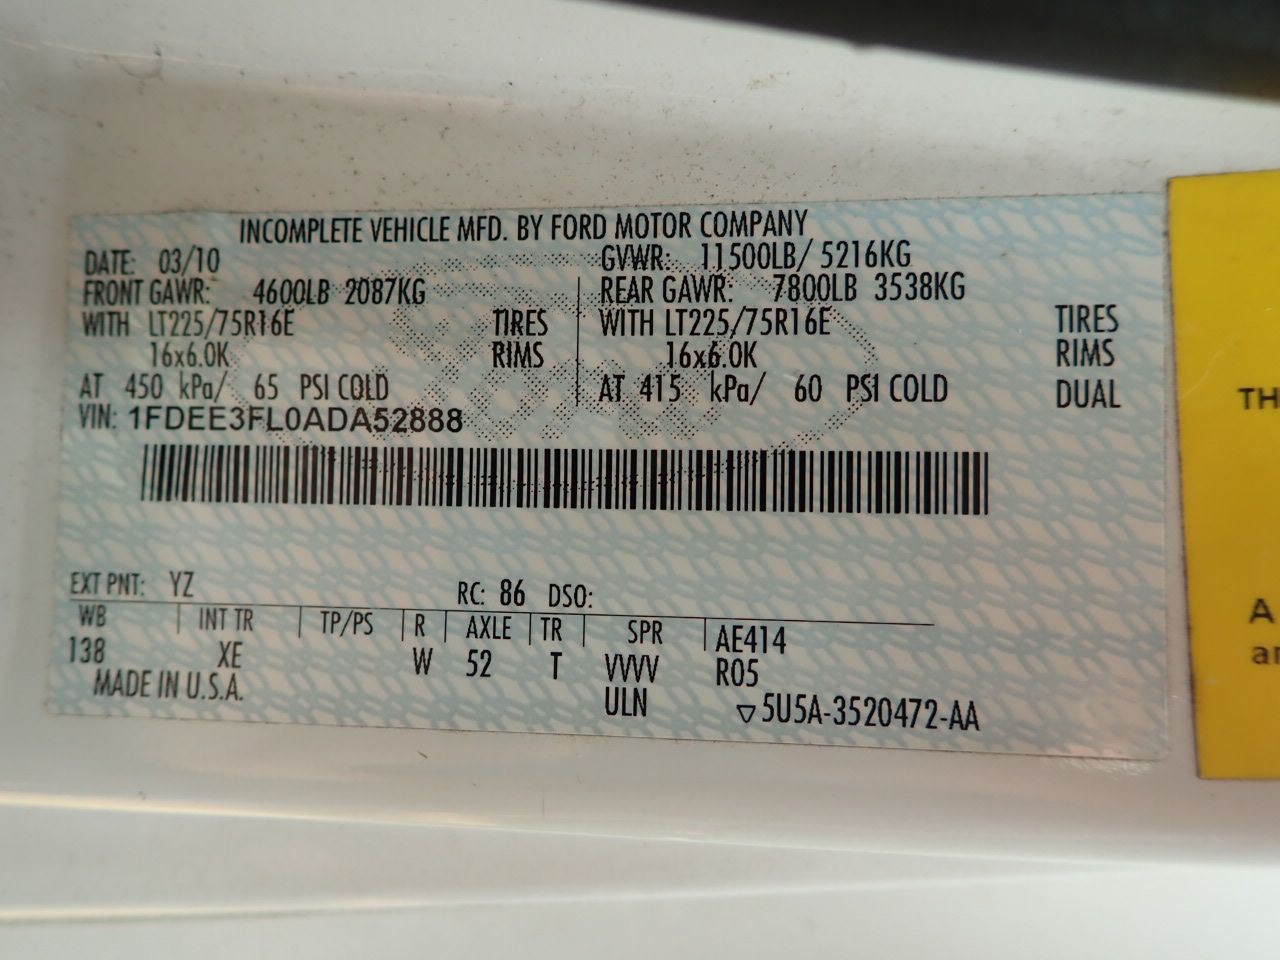 INCOMPLETE VEHICLE MFD. BY FORD MOTOR COMPANY
DATE: 03/10 GVWR: 11500LB/ 5216KG
FRONT GAWR: 4600LB 2087KG REAR GAWR: 7800LB 3538KG
WITH LT225/75R16E TIRES WITH LT225/75R16E TIRES
16x6.0K RIMS 16x6.0K RIMS
AT 450 kPa/ 65 PSI COLD AT 415 kPa/ 60 PSI COLD DUAL
VIN: 1FDEE3FL0ADA52888
EXT PNT: YZ RC: 86 DSO:
WB INT TR TP/PS R AXLE TR SPR AE414
138 XE W 52 T VVVV R05
MADE IN U.S.A. ULN ▽5U5A-3520472-AA
TH
A
an